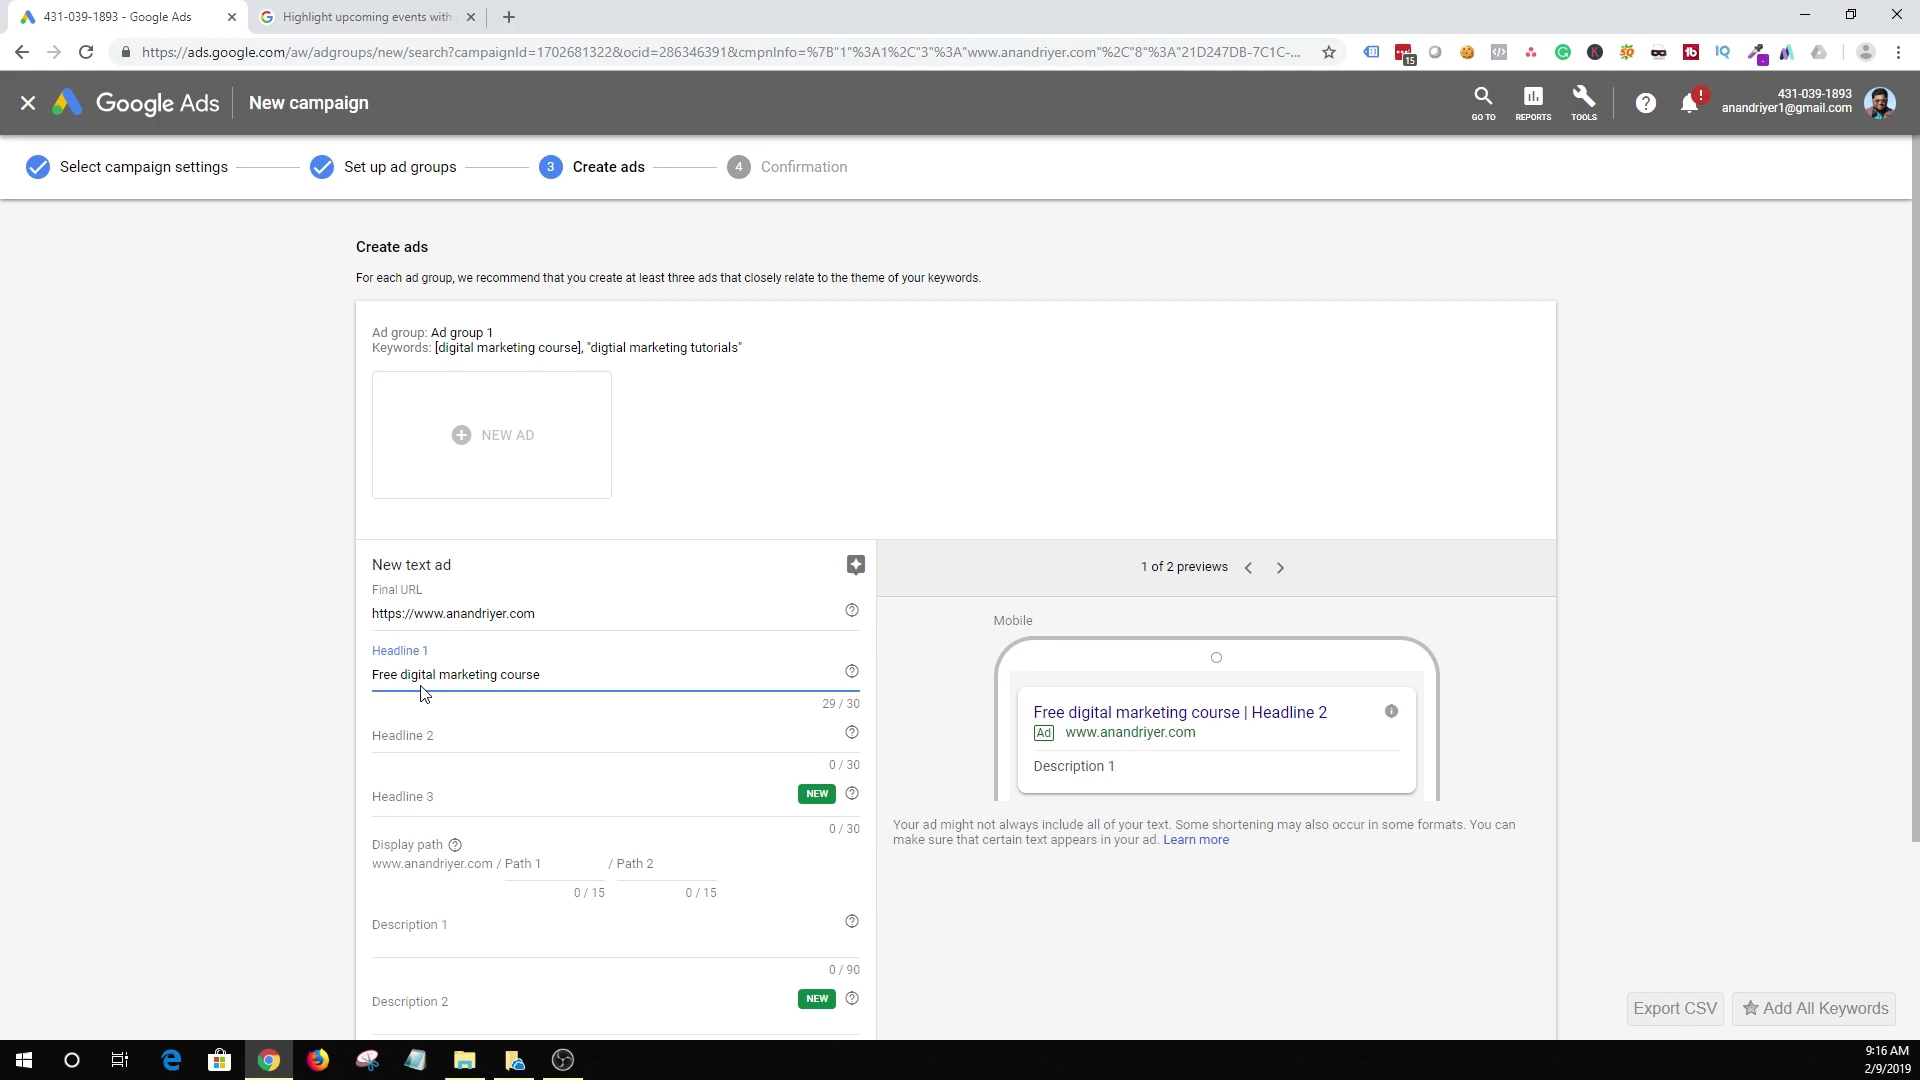 431-039-1893 - Google Ads
Highlight upcoming events with
https://ads.google.com/aw/adgroups/new/search?campaignId=1702681322&ocid=286346391&cmpnInfo=%7B"1"%3A1%2C"3"%3A"www.anandriyer.com"%2C"8"%3A"21D247DB-7C1C-...
15
Google Ads
New campaign
GO TO
REPORTS
TOOLS
431-039-1893
anandriyer1@gmail.com
Select campaign settings
Set up ad groups
3 Create ads
4 Confirmation
Create ads
For each ad group, we recommend that you create at least three ads that closely relate to the theme of your keywords.
Ad group: Ad group 1
Keywords: [digital marketing course], "digtial marketing tutorials"
NEW AD
New text ad
Final URL
https://www.anandriyer.com
Headline 1
Free digital marketing course
29 / 30
Headline 2
0 / 30
Headline 3
NEW
0 / 30
Display path
www.anandriyer.com / Path 1 / Path 2
0 / 15 0 / 15
Description 1
0 / 90
Description 2
NEW
1 of 2 previews
Mobile
Free digital marketing course | Headline 2
Ad www.anandriyer.com
Description 1
Your ad might not always include all of your text. Some shortening may also occur in some formats. You can
make sure that certain text appears in your ad. Learn more
Export CSV
Add All Keywords
9:16 AM
2/9/2019